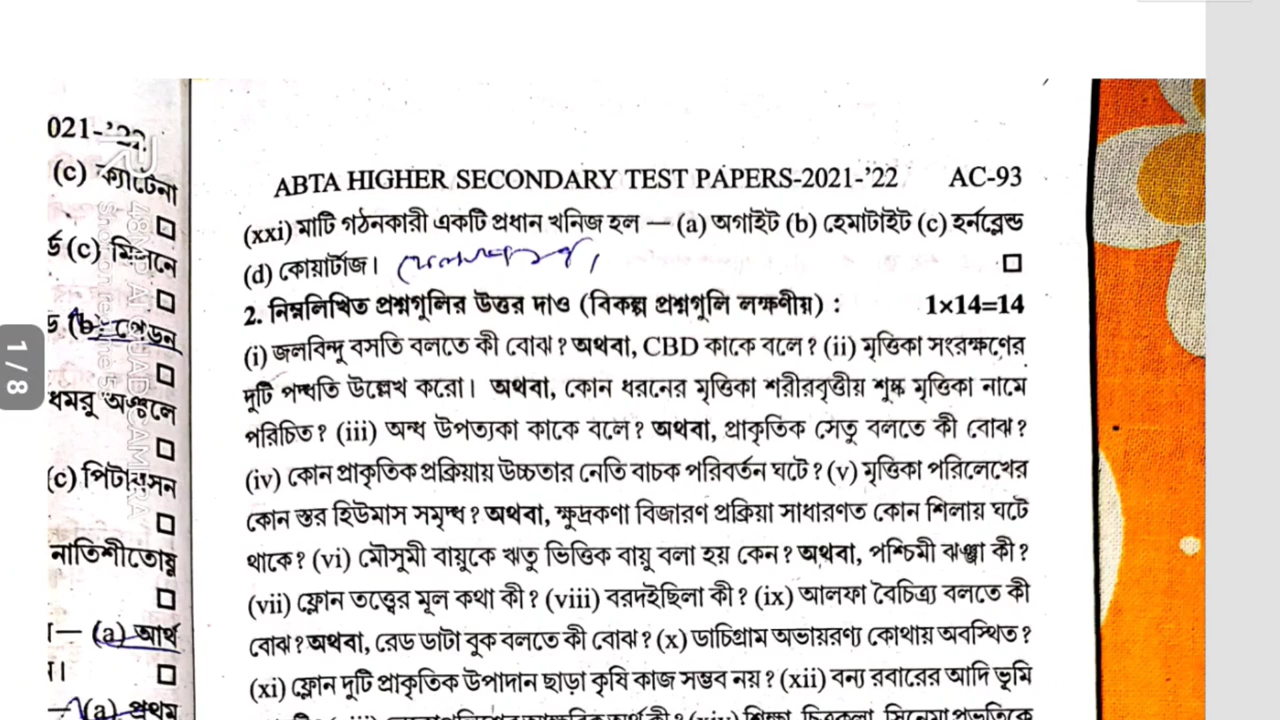 021-'22
(c) ক্যাটেনা
র্ড (c) মিলনে
ড (b) পেডন
ধমরু অঞ্চলে
(c) পিটারসন
নাতিশীতোষ্ণ
— (a) আর্থ
ন।
(a) প্রথম
ABTA HIGHER SECONDARY TEST PAPERS-2021-'22 AC-93
(xxi) মাটি গঠনকারী একটি প্রধান খনিজ হল — (a) অগাইট (b) হেমাটাইট (c) হর্নব্লেন্ড
(d) কোয়ার্টাজ।
2. নিম্নলিখিত প্রশ্নগুলির উত্তর দাও (বিকল্প প্রশ্নগুলি লক্ষণীয়) : 1×14=14
(i) জলবিন্দু বসতি বলতে কী বোঝ? অথবা, CBD কাকে বলে? (ii) মৃত্তিকা সংরক্ষণের
দুটি পদ্ধতি উল্লেখ করো। অথবা, কোন ধরনের মৃত্তিকা শরীরবৃত্তীয় শুষ্ক মৃত্তিকা নামে
পরিচিত? (iii) অন্ধ উপত্যকা কাকে বলে? অথবা, প্রাকৃতিক সেতু বলতে কী বোঝ?
(iv) কোন প্রাকৃতিক প্রক্রিয়ায় উচ্চতার নেতি বাচক পরিবর্তন ঘটে? (v) মৃত্তিকা পরিলেখের
কোন স্তর হিউমাস সমৃদ্ধ? অথবা, ক্ষুদ্রকণা বিজারণ প্রক্রিয়া সাধারণত কোন শিলায় ঘটে
থাকে? (vi) মৌসুমী বায়ুকে ঋতু ভিত্তিক বায়ু বলা হয় কেন? অথবা, পশ্চিমী ঝঞ্ঝা কী?
(vii) ফ্লোন তত্ত্বের মূল কথা কী? (viii) বরদইছিলা কী? (ix) আলফা বৈচিত্র্য বলতে কী
বোঝ? অথবা, রেড ডাটা বুক বলতে কী বোঝ? (x) ডাচিগ্রাম অভায়রণ্য কোথায় অবস্থিত?
(xi) ফ্লোন দুটি প্রাকৃতিক উপাদান ছাড়া কৃষি কাজ সম্ভব নয়? (xii) বন্য রবারের আদি ভূমি
1 / 8